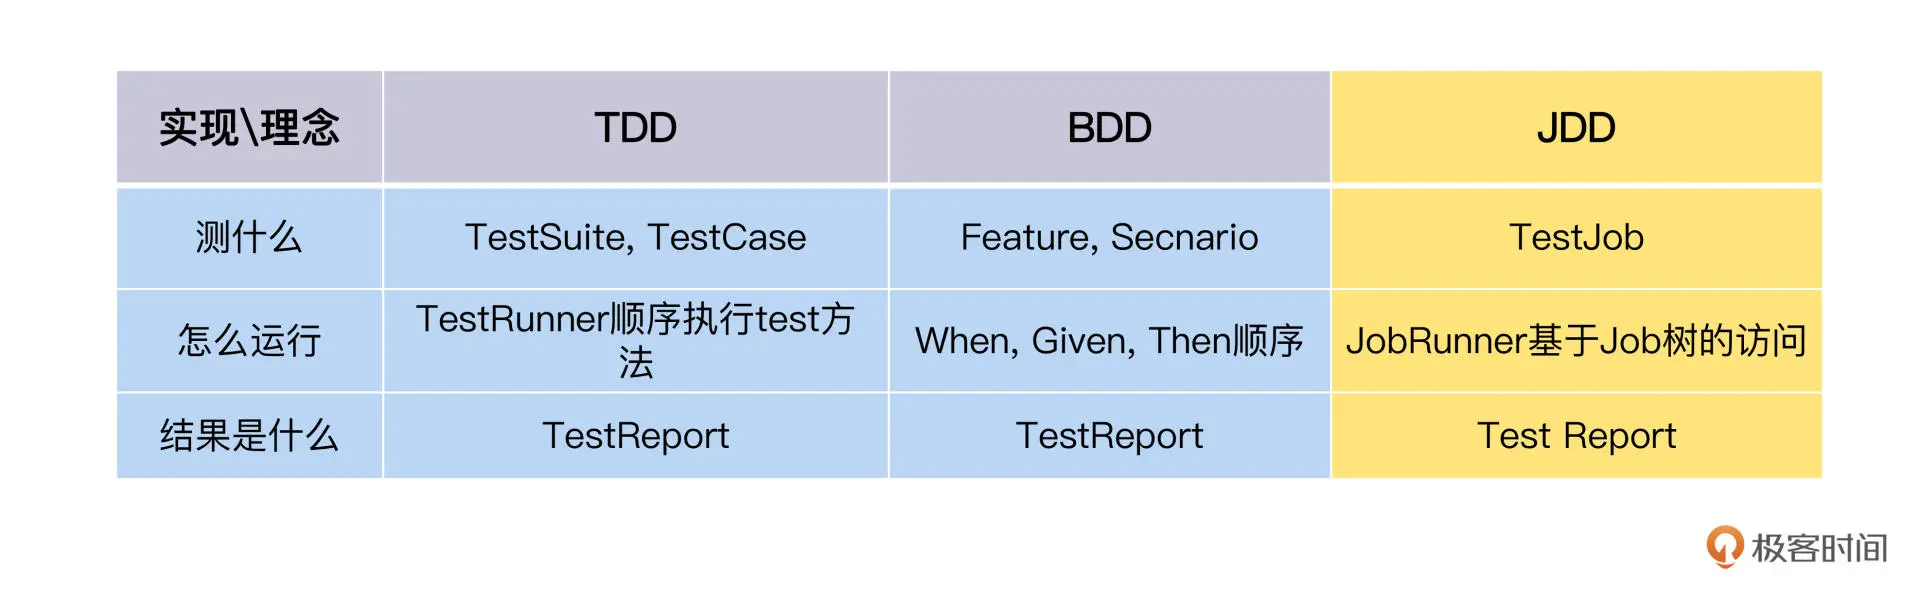 实现\理念 TDD BDD JDD
测什么 TestSuite, TestCase Feature, Secnario TestJob
怎么运行 TestRunner顺序执行test方
法 When, Given, Then顺序 JobRunner基于Job树的访问
结果是什么 TestReport TestReport Test Report
极客时间